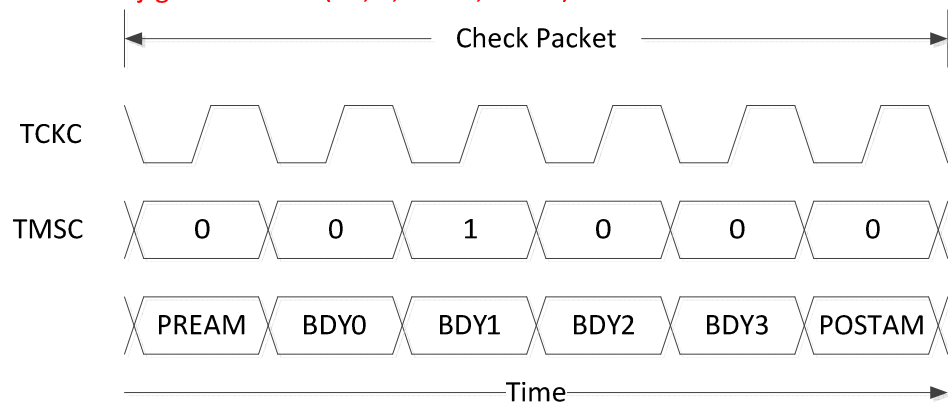 Check Packet
TCKC
TMSC 0 0 1 0 0 0
PREAM BDY0 BDY1 BDY2 BDY3 POSTAM
Time